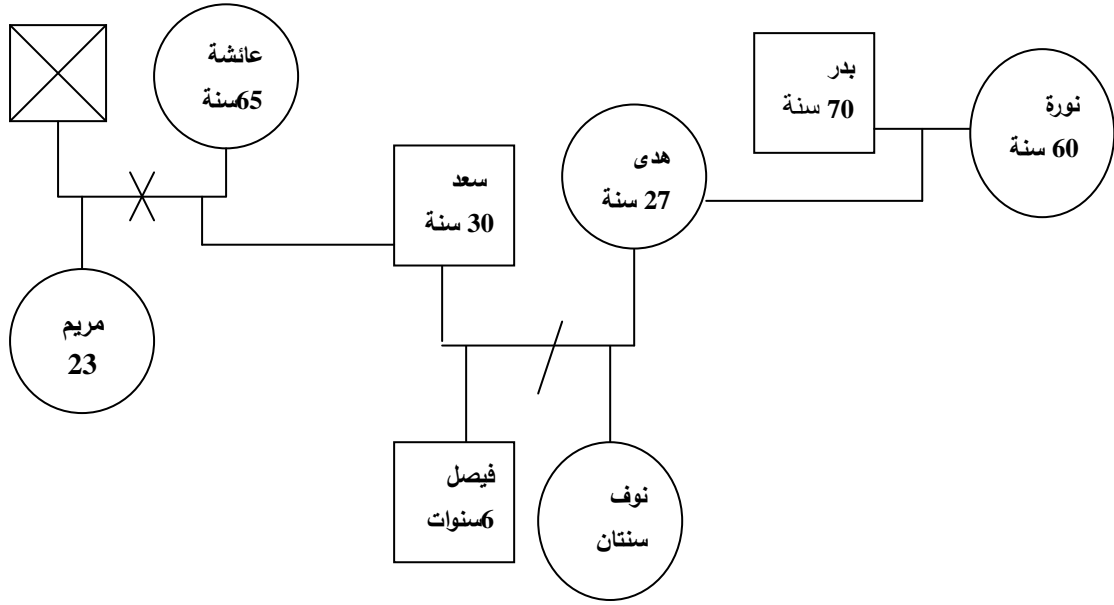 عائشة
65سنة
بدر
70 سنة
نورة
60 سنة
هدى
27 سنة
سعد
30 سنة
مريم
23
فيصل
6سنوات
نوف
سنتان